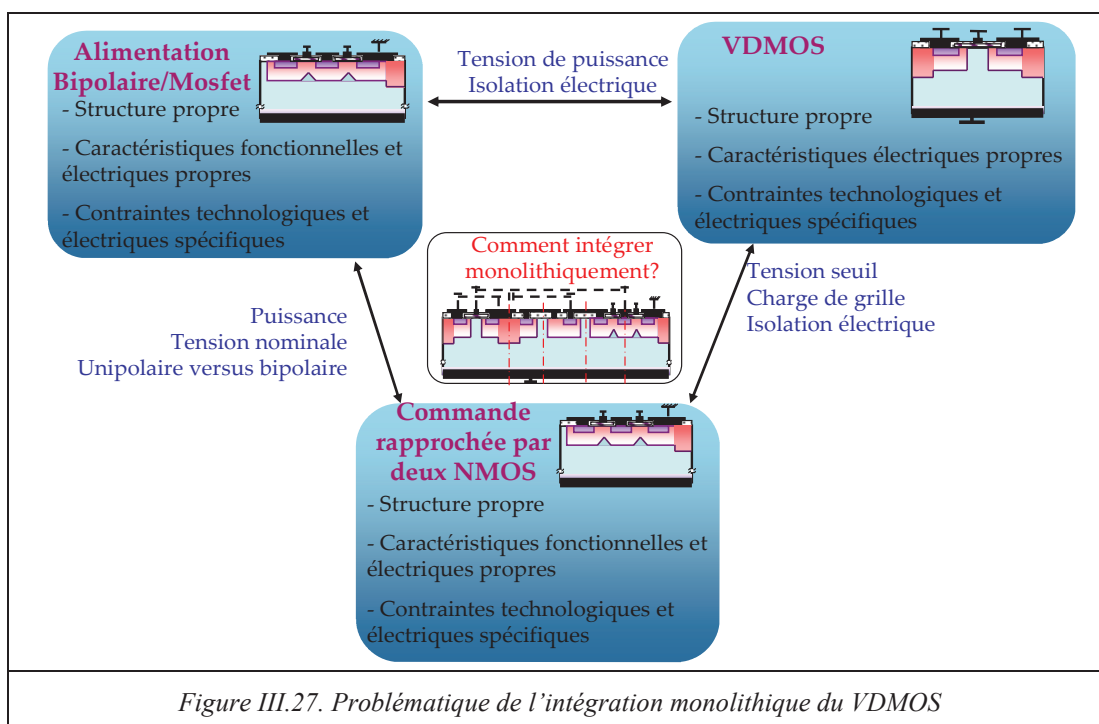 Alimentation
Bipolaire/Mosfet
- Structure propre
- Caractéristiques fonctionnelles et
électriques propres
- Contraintes technologiques et
électriques spécifiques
Tension de puissance
Isolation électrique
VDMOS
- Structure propre
- Caractéristiques électriques propres
- Contraintes technologiques et
électriques spécifiques
Comment intégrer
monolithiquement?
Puissance
Tension nominale
Unipolaire versus bipolaire
Tension seuil
Charge de grille
Isolation électrique
Commande
rapprochée par
deux NMOS
- Structure propre
- Caractéristiques fonctionnelles et
électriques propres
- Contraintes technologiques et
électriques spécifiques
Figure III.27. Problématique de l'intégration monolithique du VDMOS